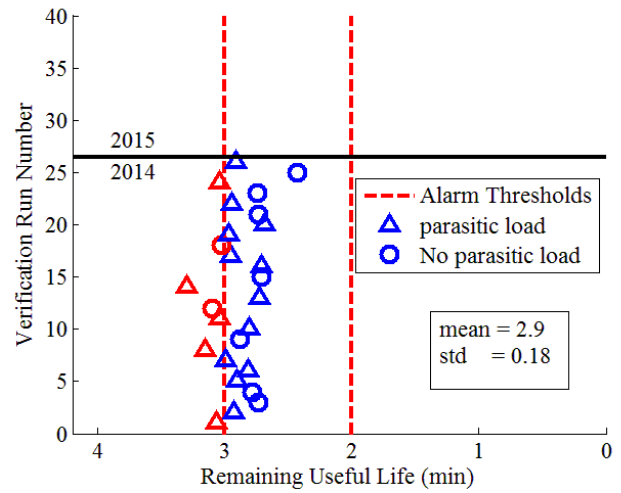 40
35
30
25
20
15
10
5
0
Verification Run Number
2015
2014
Alarm Thresholds
parasitic load
No parasitic load
mean = 2.9
std = 0.18
4 3 2 1 0
Remaining Useful Life (min)